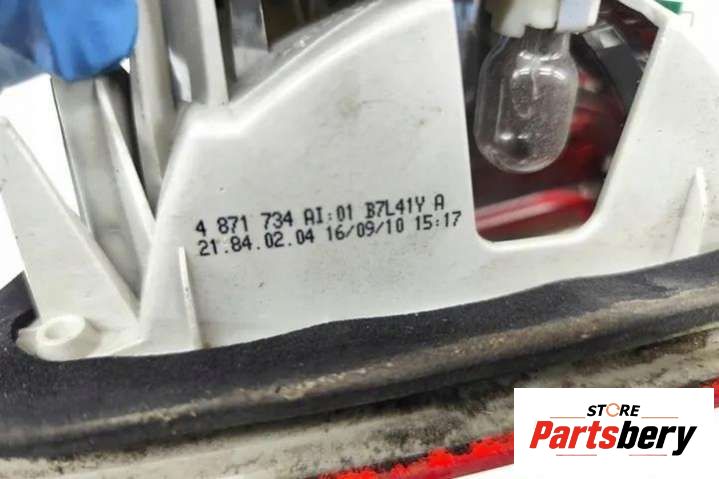 4 871 734 AI:01 B7L41Y A
21.84.02.04 16/09/10 15:17
STORE
Partsbery